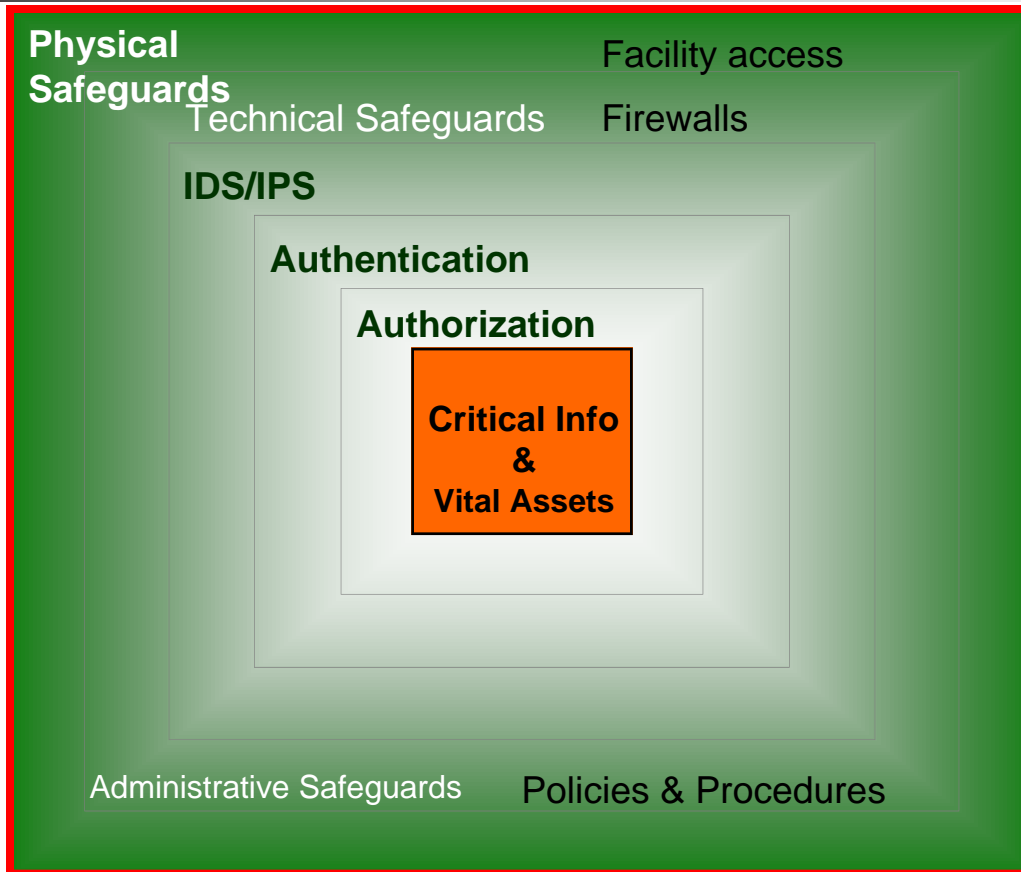 Physical
Safeguards
Facility access
Technical Safeguards
Firewalls
IDS/IPS
Authentication
Authorization
Critical Info
&
Vital Assets
Administrative Safeguards
Policies & Procedures